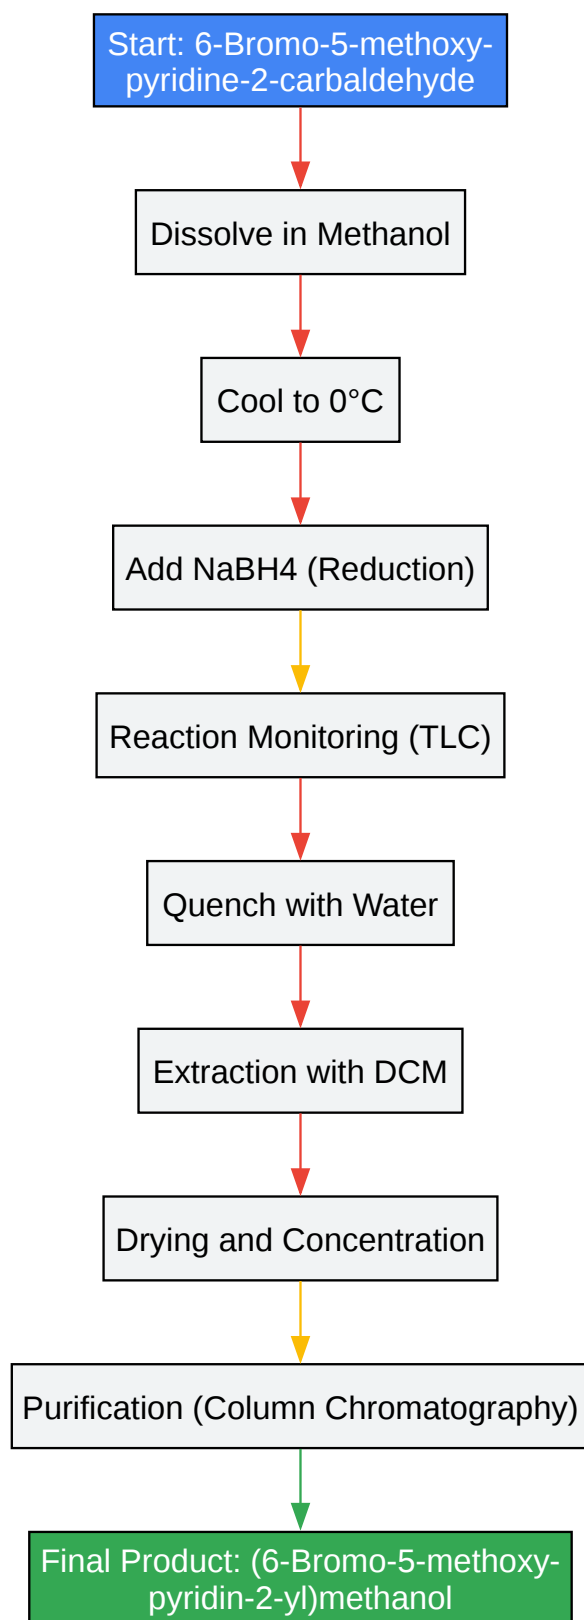 Start: 6-Bromo-5-methoxy-
pyridine-2-carbaldehyde
Dissolve in Methanol
Cool to 0°C
Add NaBH4 (Reduction)
Reaction Monitoring (TLC)
Quench with Water
Extraction with DCM
Drying and Concentration
Purification (Column Chromatography)
Final Product: (6-Bromo-5-methoxy-
pyridin-2-yl)methanol